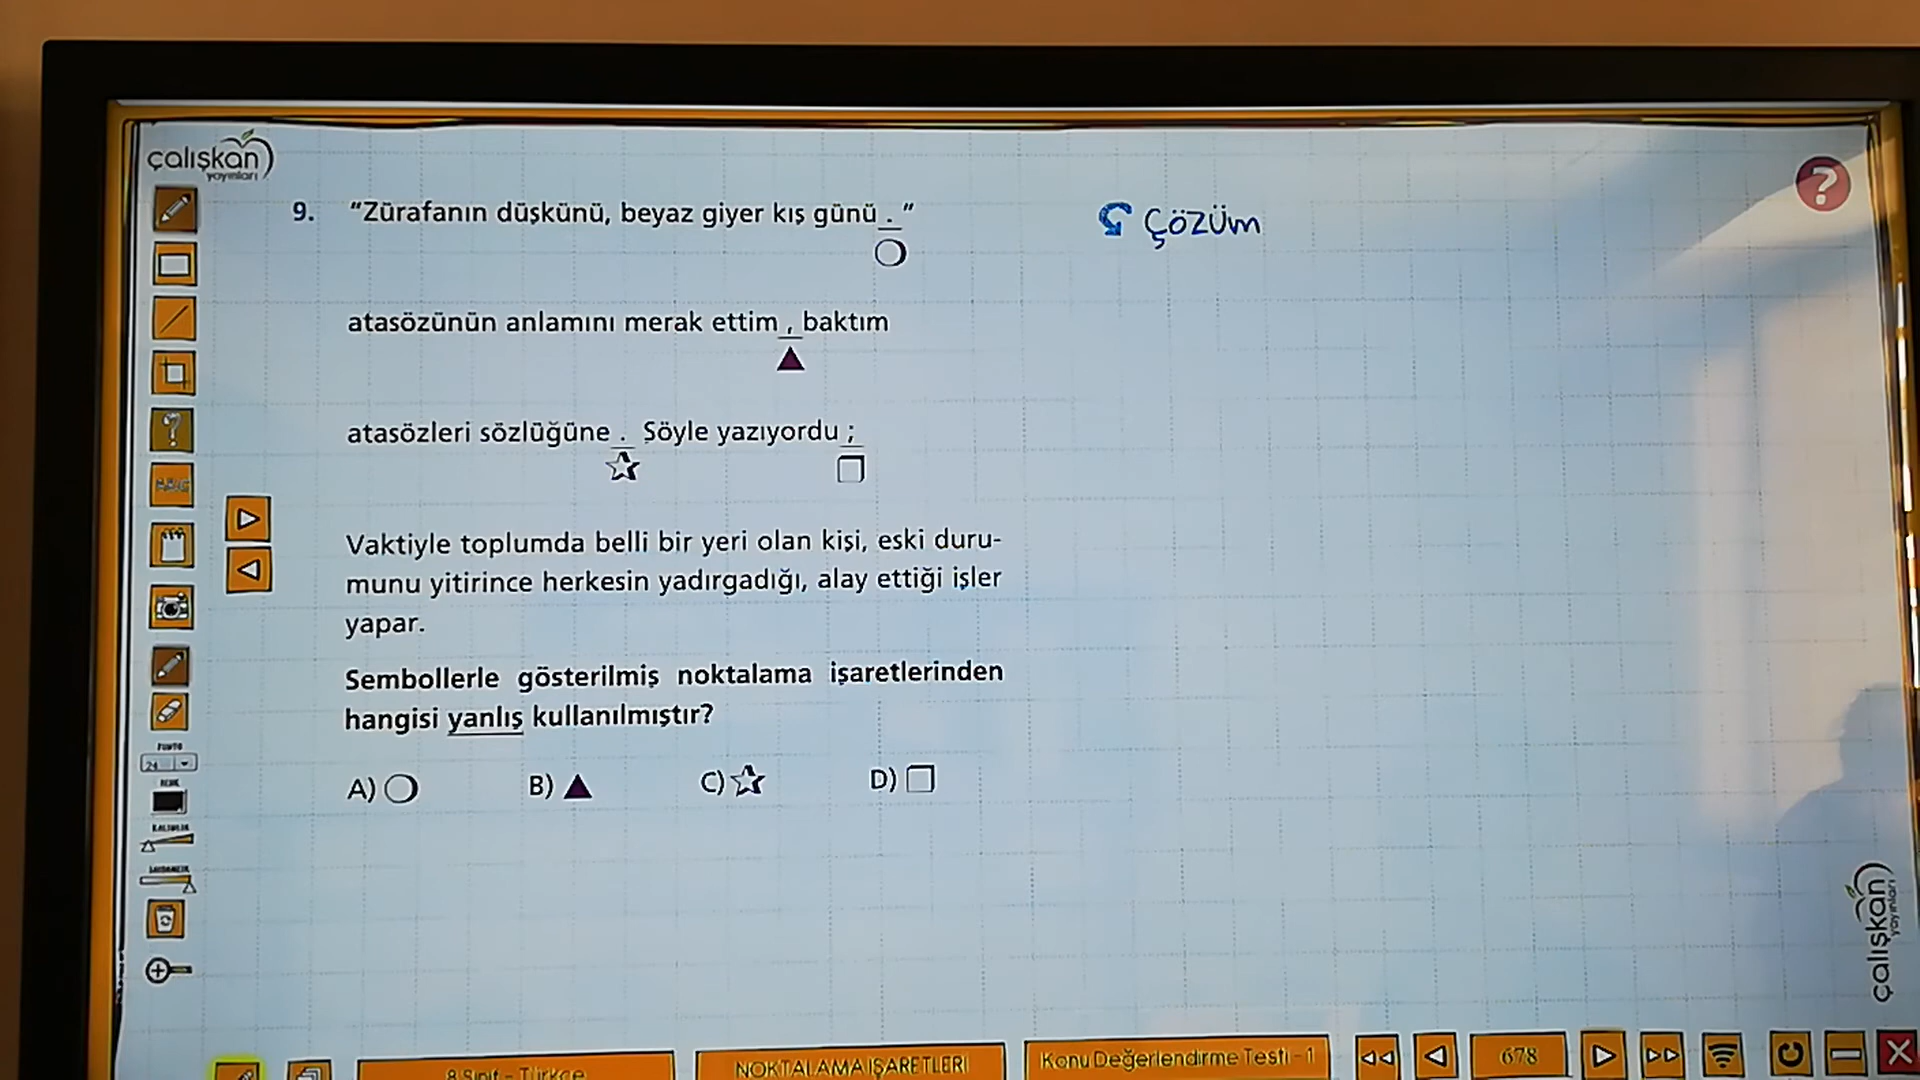 çalışkan
yayınları
9. "Zürafanın düşkünü, beyaz giyer kış günü . "
Çözüm
atasözünün anlamını merak ettim , baktım
atasözleri sözlüğüne . Şöyle yazıyordu ;
Vaktiyle toplumda belli bir yeri olan kişi, eski duru-
munu yitirince herkesin yadırgadığı, alay ettiği işler
yapar.
Sembollerle gösterilmiş noktalama işaretlerinden
hangisi yanlış kullanılmıştır?
A) B) C) D)
?
24
çalışkan
yayınları
8.Sınıf - Türkçe
NOKTALAMA İŞARETLERİ
Konu Değerlendirme Testi - 1
678